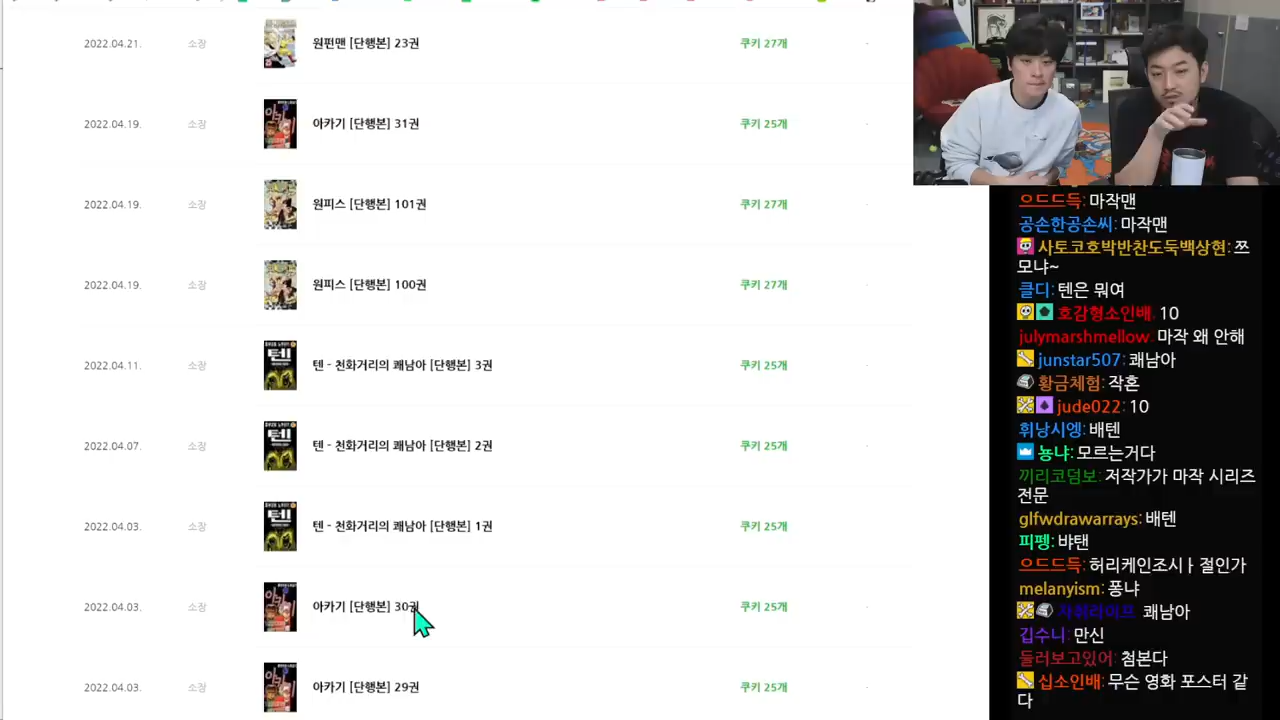 2022.04.21. 소장 원펀맨 [단행본] 23권 쿠키 27개 -
2022.04.19. 소장 아카기 [단행본] 31권 쿠키 25개 -
2022.04.19. 소장 원피스 [단행본] 101권 쿠키 27개 -
2022.04.19. 소장 원피스 [단행본] 100권 쿠키 27개 -
2022.04.11. 소장 텐 - 천화거리의 쾌남아 [단행본] 3권 쿠키 25개 -
2022.04.07. 소장 텐 - 천화거리의 쾌남아 [단행본] 2권 쿠키 25개 -
2022.04.03. 소장 텐 - 천화거리의 쾌남아 [단행본] 1권 쿠키 25개 -
2022.04.03. 소장 아카기 [단행본] 30권 쿠키 25개 -
2022.04.03. 소장 아카기 [단행본] 29권 쿠키 25개 -
으드드득: 마작맨
공손한공손씨: 마작맨
사토코호박반찬도둑백상현: 쯔
모냐~
클디: 텐은 뭐여
호감형소인배: 10
julymarshmellow: 마작 왜 안해
junstar507: 쾌남아
황금체험: 작혼
jude022: 10
휘낭시엥: 배텐
뇽냐: 모르는거다
끼리코덤보: 저작가가 마작 시리즈
전문
glfwdrawarrays: 배텐
피펭: 뱌탠
으드드득: 허리케인조시ㅏ 절인가
melanyism: 퐁냐
자취라이프: 쾌남아
깁수니: 만신
둘러보고있어: 첨본다
십소인배: 무슨 영화 포스터 같
다